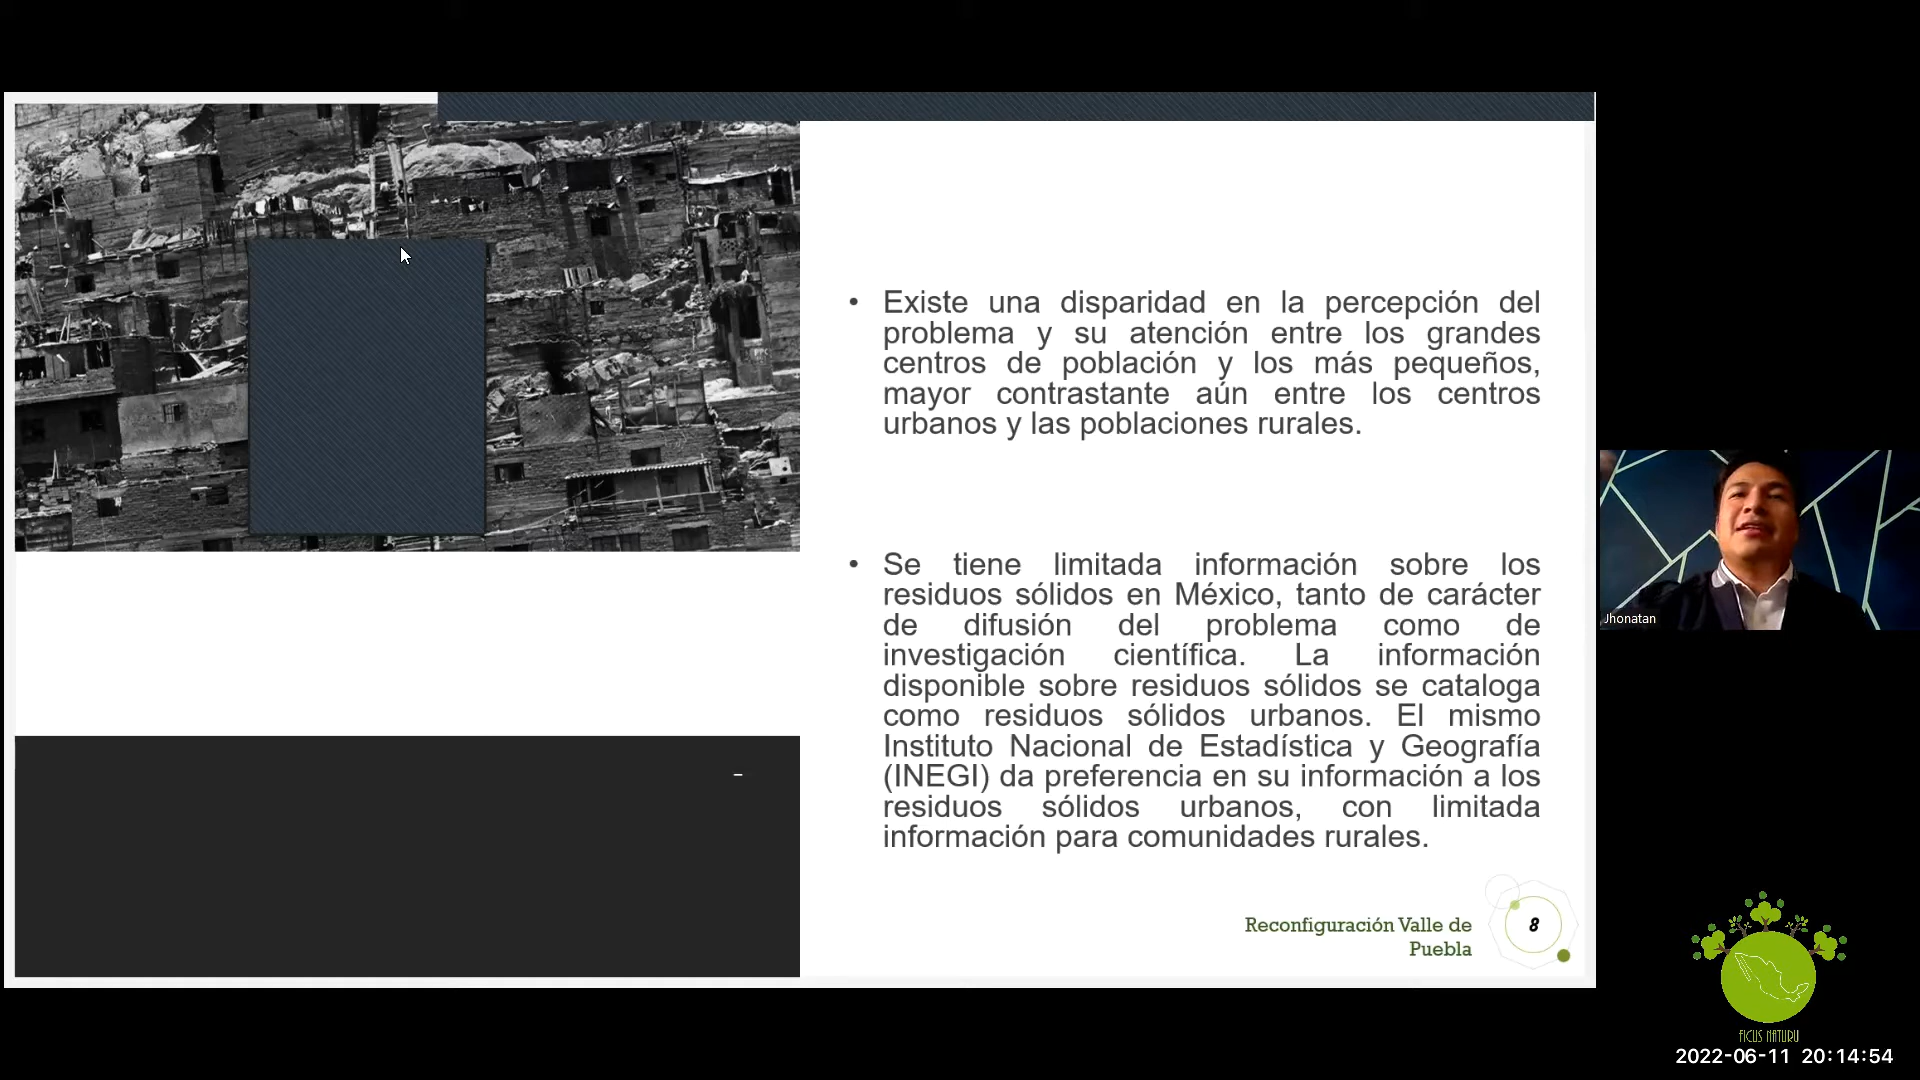 • Existe una disparidad en la percepción del
problema y su atención entre los grandes
centros de población y los más pequeños,
mayor contrastante aún entre los centros
urbanos y las poblaciones rurales.
• Se tiene limitada información sobre los
residuos sólidos en México, tanto de carácter
de difusión del problema como de
investigación científica. La información
disponible sobre residuos sólidos se cataloga
como residuos sólidos urbanos. El mismo
Instituto Nacional de Estadística y Geografía
(INEGI) da preferencia en su información a los
residuos sólidos urbanos, con limitada
información para comunidades rurales.
Reconfiguración Valle de
Puebla
8
Jhonatan
FICUS NATURU
2022-06-11 20:14:54